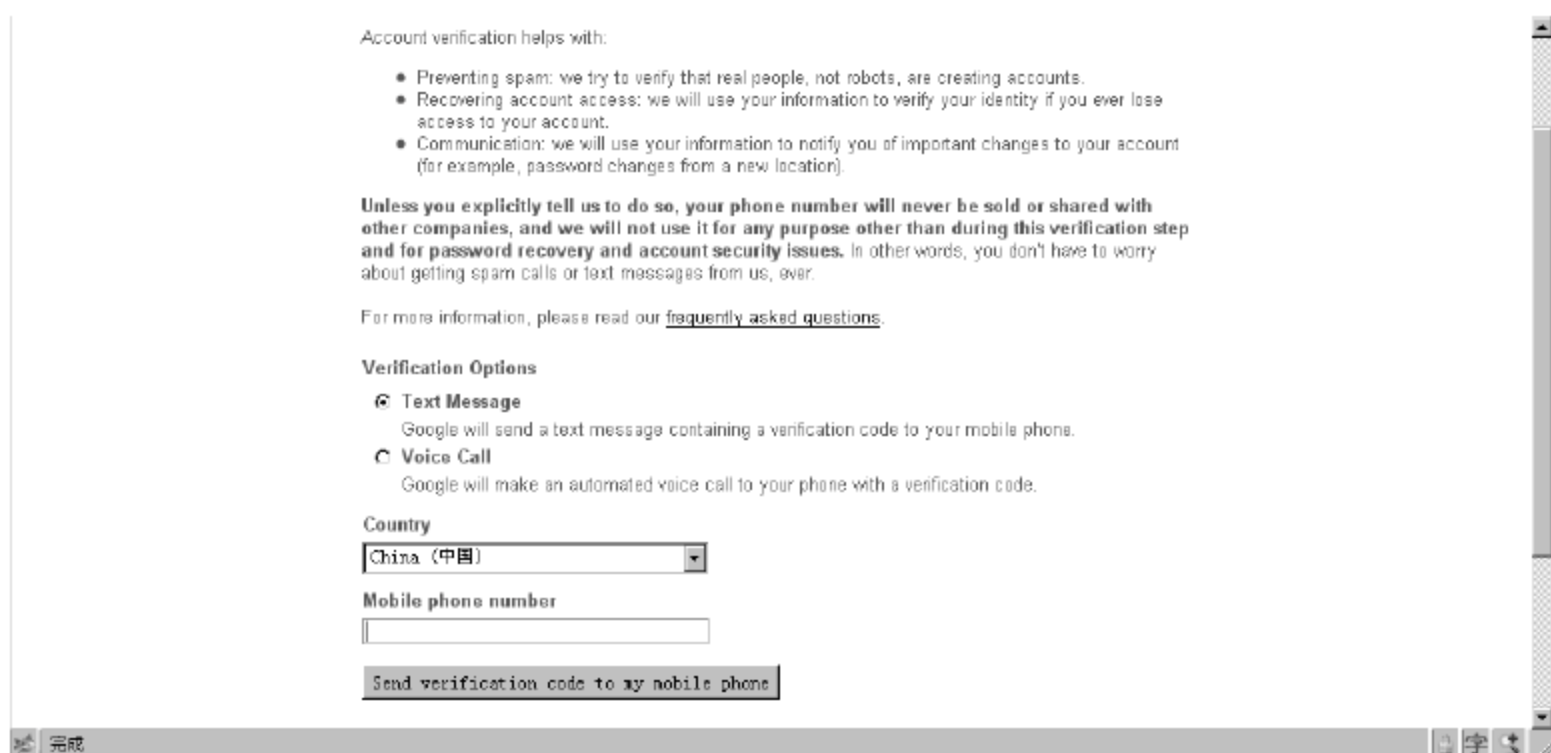 Account verification helps with:
● Preventing spam: we try to verify that real people, not robots, are creating accounts.
● Recovering account access: we will use your information to verify your identity if you ever lose
access to your account.
● Communication: we will use your information to notify you of important changes to your account
(for example, password changes from a new location).
Unless you explicitly tell us to do so, your phone number will never be sold or shared with
other companies, and we will not use it for any purpose other than during this verification step
and for password recovery and account security issues. In other words, you don't have to worry
about getting spam calls or text messages from us, ever.
For more information, please read our frequently asked questions.
Verification Options
Text Message
Google will send a text message containing a verification code to your mobile phone.
Voice Call
Google will make an automated voice call to your phone with a verification code.
Country
China (中国)
Mobile phone number
Send verification code to my mobile phone
完成 字